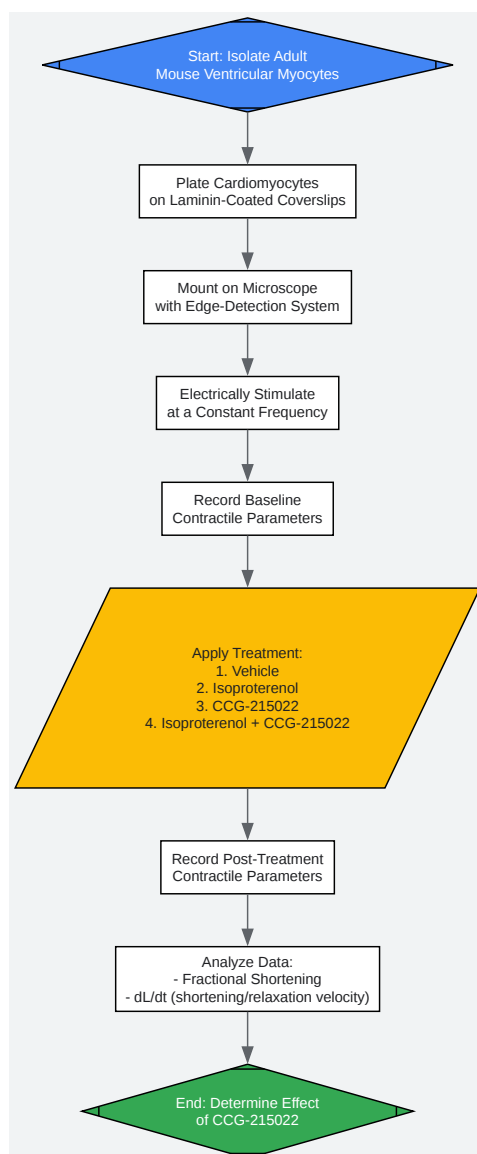 Start: Isolate Adult
Mouse Ventricular Myocytes
Plate Cardiomyocytes
on Laminin-Coated Coverslips
Mount on Microscope
with Edge-Detection System
Electrically Stimulate
at a Constant Frequency
Record Baseline
Contractile Parameters
Apply Treatment:
1. Vehicle
2. Isoproterenol
3. CCG-215022
4. Isoproterenol + CCG-215022
Record Post-Treatment
Contractile Parameters
Analyze Data:
- Fractional Shortening
- dL/dt (shortening/relaxation velocity)
End: Determine Effect
of CCG-215022